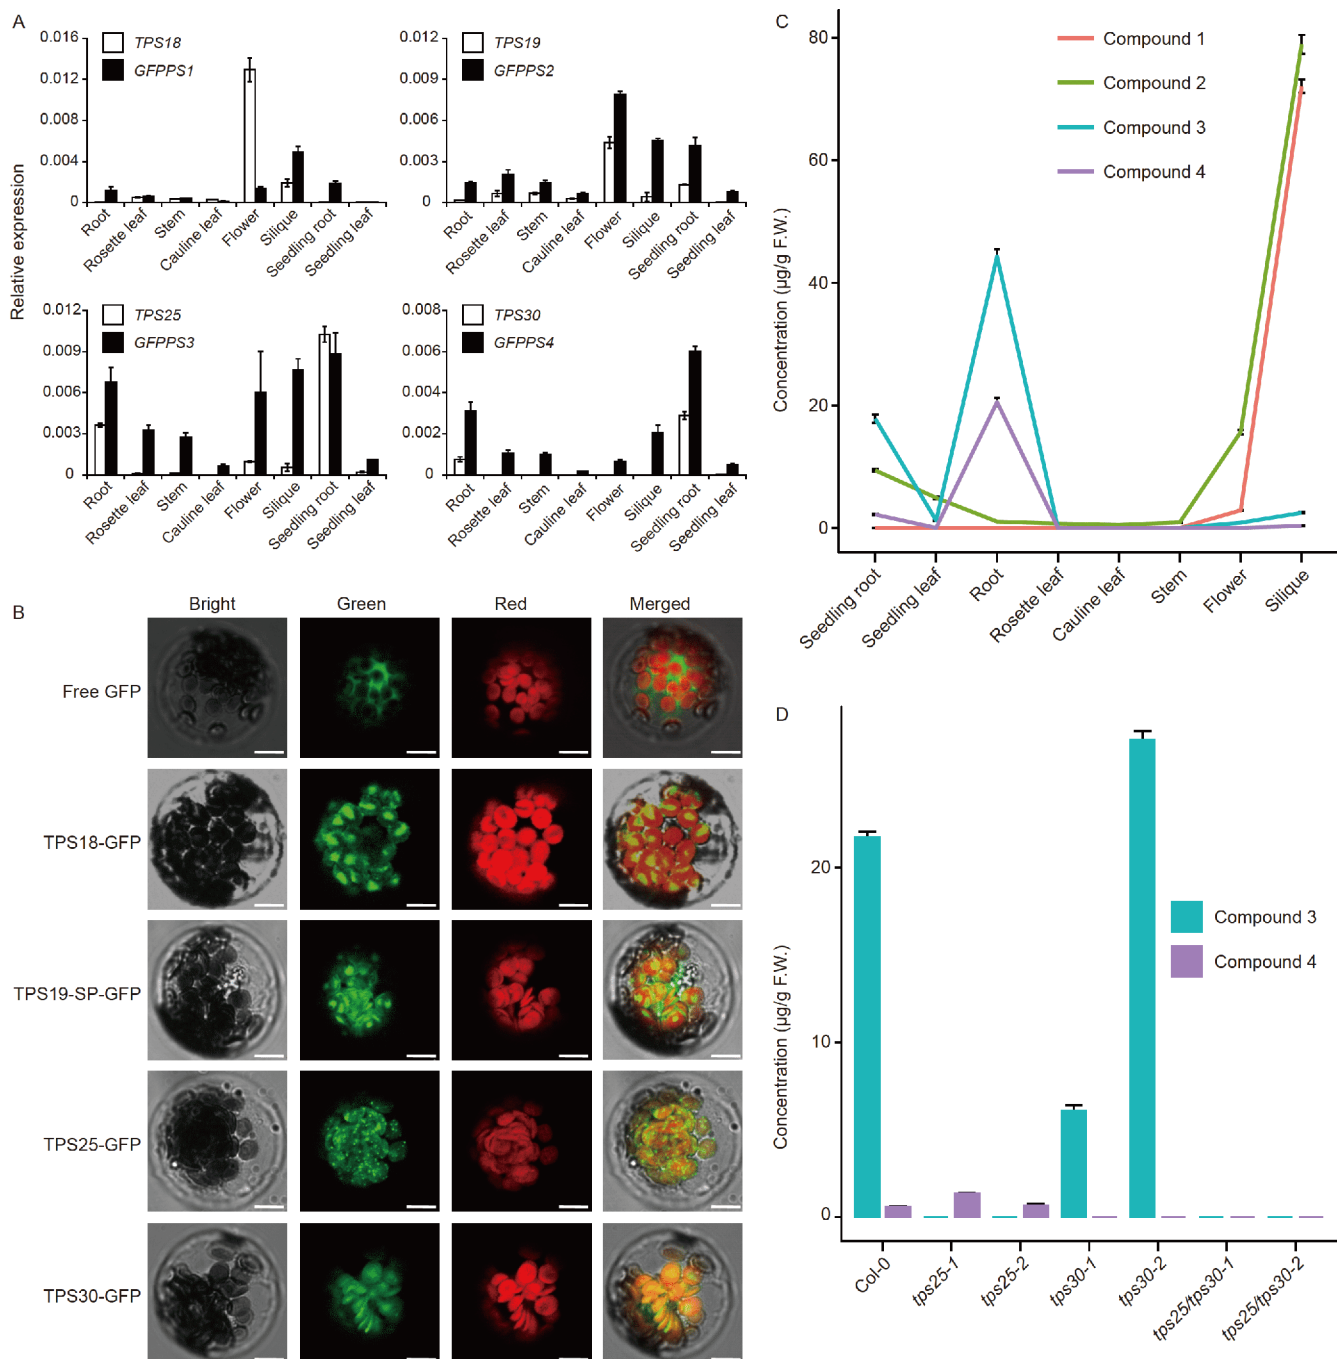 A
Relative expression
0.016
0.012
0.008
0.004
0
TPS18
GFPPS1
Root
Rosette leaf
Stem
Cauline leaf
Flower
Silique
Seedling root
Seedling leaf
0.012
0.009
0.006
0.003
0
TPS19
GFPPS2
Root
Rosette leaf
Stem
Cauline leaf
Flower
Silique
Seedling root
Seedling leaf
0.012
0.009
0.006
0.003
0
TPS25
GFPPS3
Root
Rosette leaf
Stem
Cauline leaf
Flower
Silique
Seedling root
Seedling leaf
0.008
0.006
0.004
0.002
0
TPS30
GFPPS4
Root
Rosette leaf
Stem
Cauline leaf
Flower
Silique
Seedling root
Seedling leaf
B
Bright
Green
Red
Merged
Free GFP
TPS18-GFP
TPS19-SP-GFP
TPS25-GFP
TPS30-GFP
C
Concentration (µg/g F.W.)
80
60
40
20
0
Compound 1
Compound 2
Compound 3
Compound 4
Seedling root
Seedling leaf
Root
Rosette leaf
Cauline leaf
Stem
Flower
Silique
D
Concentration (µg/g F.W.)
20
10
0
Compound 3
Compound 4
Col-0
tps25-1
tps25-2
tps30-1
tps30-2
tps25/tps30-1
tps25/tps30-2